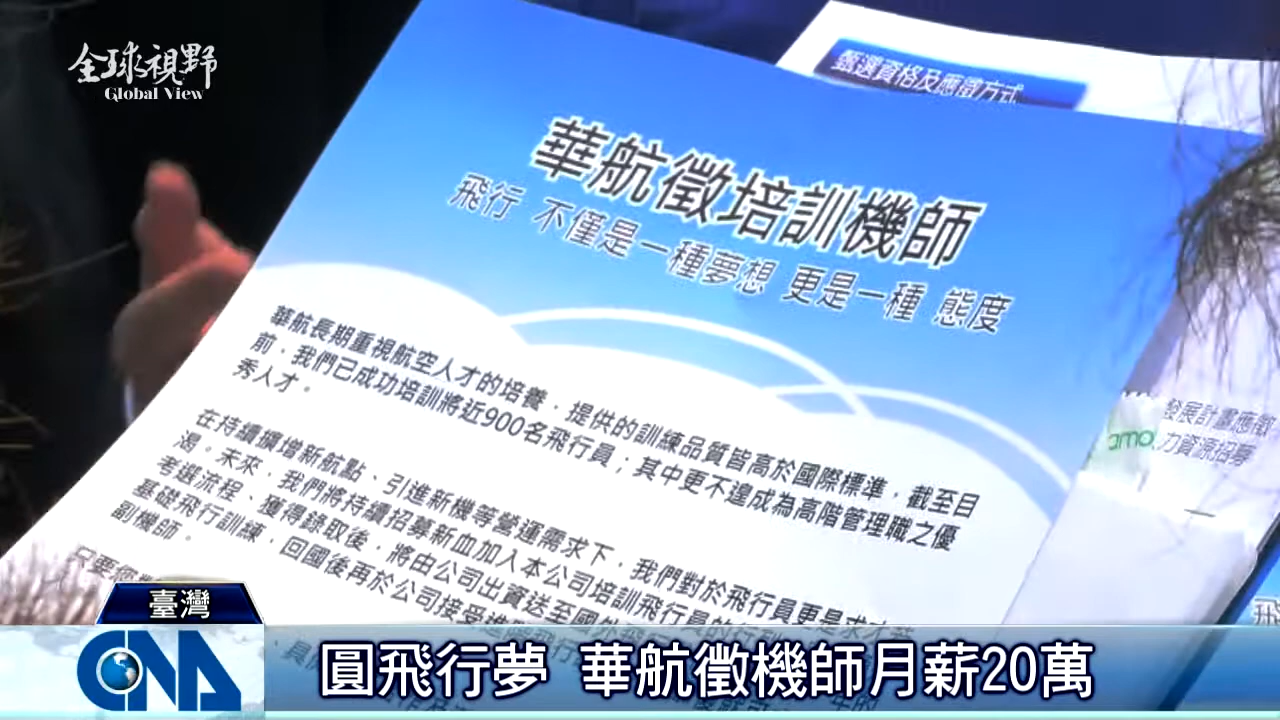 全球視野
Global View
甄選資格及應徵方式
華航徵培訓機師
飛行 不僅是一種夢想 更是一種 態度
華航長期重視航空人才的培養，提供的訓練品質皆高於國際標準，截至目
前，我們已成功培訓將近900名飛行員；其中更不遑成為高階管理職之優
秀人才。
在持續擴增新航點、引進新機等營運需求下，我們對於飛行員更是求才若
渴。未來，我們將持續招募新血加入本公司培訓飛行員的行
考選流程、獲得錄取後，將由公司出資送至國外飛
基礎飛行訓練，回國後再於公司接受進
副機師。
只要您
發展計畫應徵
力資源招募
臺灣
CNA
圓飛行夢 華航徵機師月薪20萬